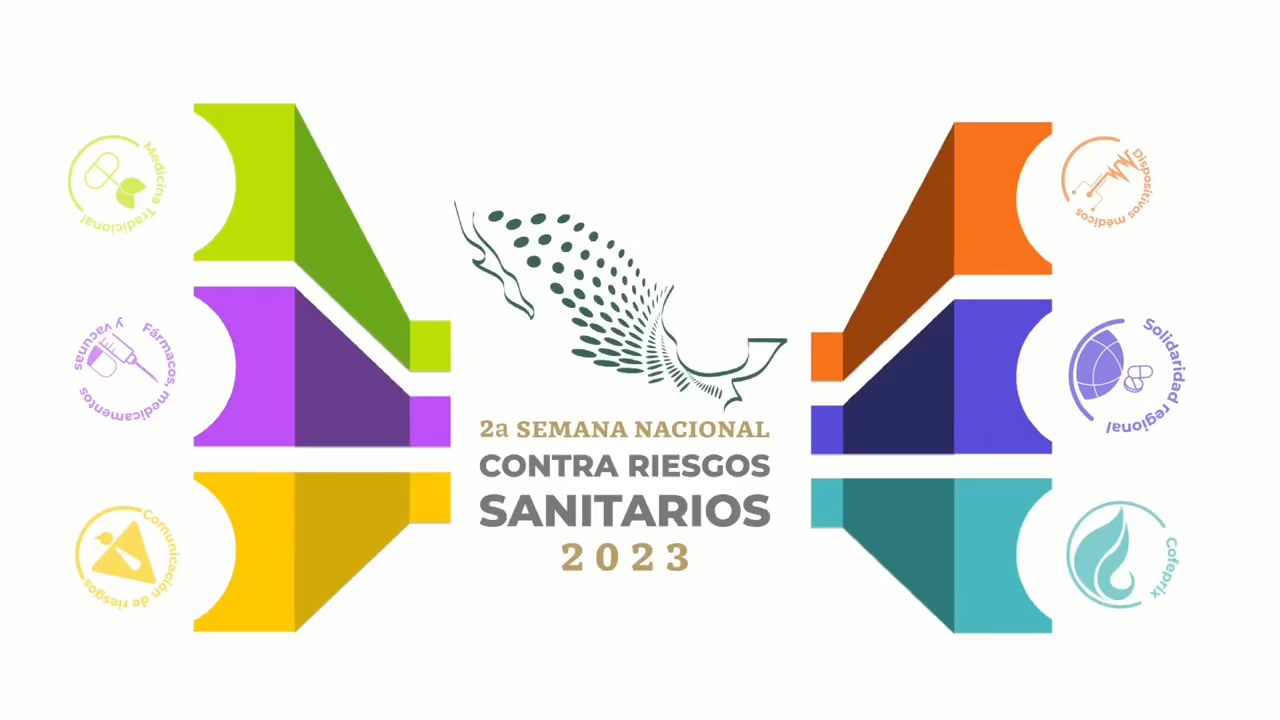 Medicina Tradicional
Fármacos, medicamentos
y vacunas
Comunicación de riesgos
2a SEMANA NACIONAL
CONTRA RIESGOS
SANITARIOS
2023
Dispositivos médicos
Solidaridad regional
Cofeprix